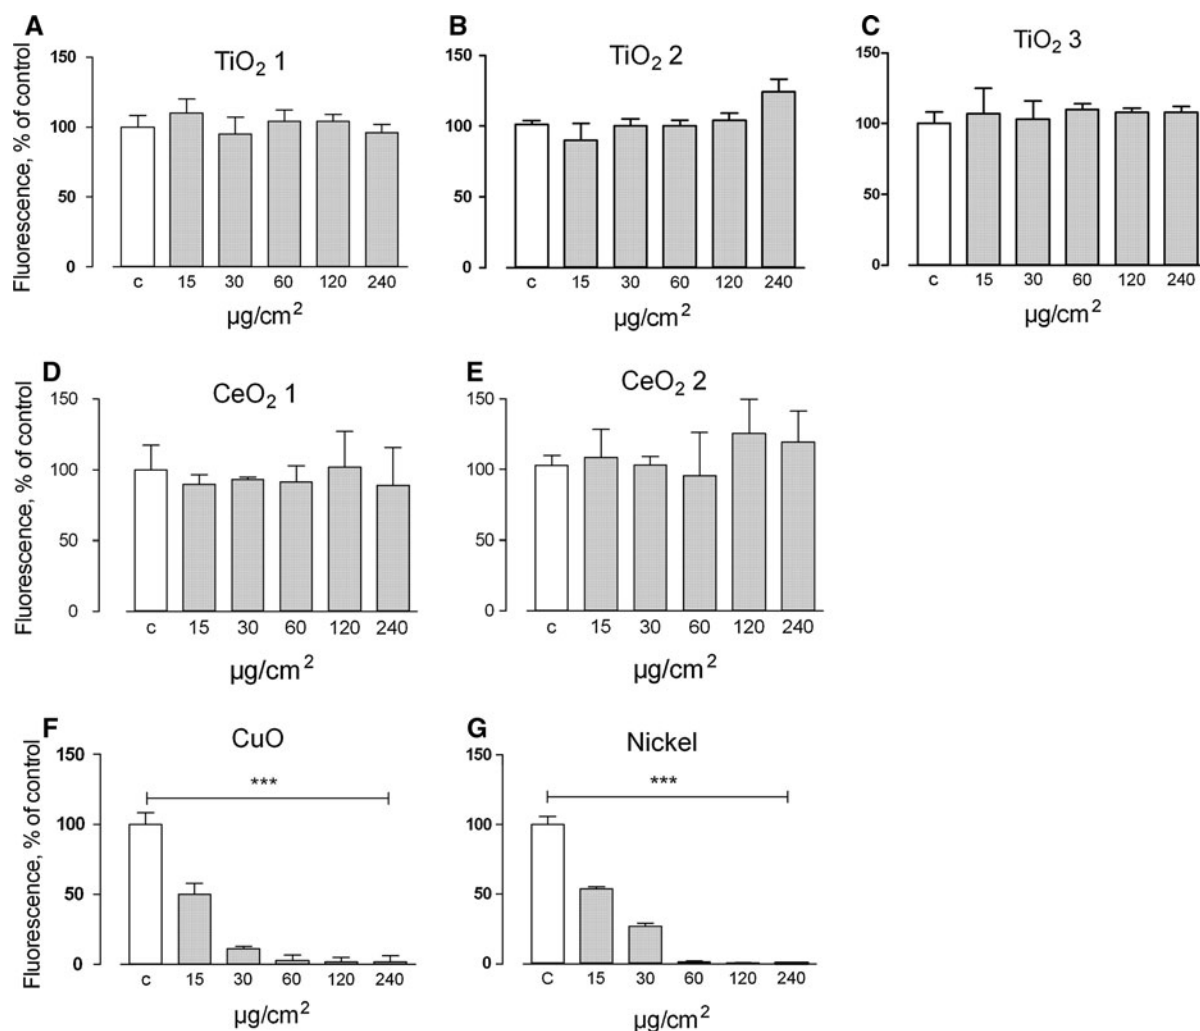 A
TiO2 1
Fluorescence, % of control
150
100
50
0
c 15 30 60 120 240
µg/cm2
B
TiO2 2
150
100
50
0
c 15 30 60 120 240
µg/cm2
C
TiO2 3
150
100
50
0
c 15 30 60 120 240
µg/cm2
D
CeO2 1
Fluorescence, % of control
150
100
50
0
c 15 30 60 120 240
µg/cm2
E
CeO2 2
150
100
50
0
c 15 30 60 120 240
µg/cm2
F
CuO
Fluorescence, % of control
150
100
50
0
***
c 15 30 60 120 240
µg/cm2
G
Nickel
150
100
50
0
***
C 15 30 60 120 240
µg/cm2